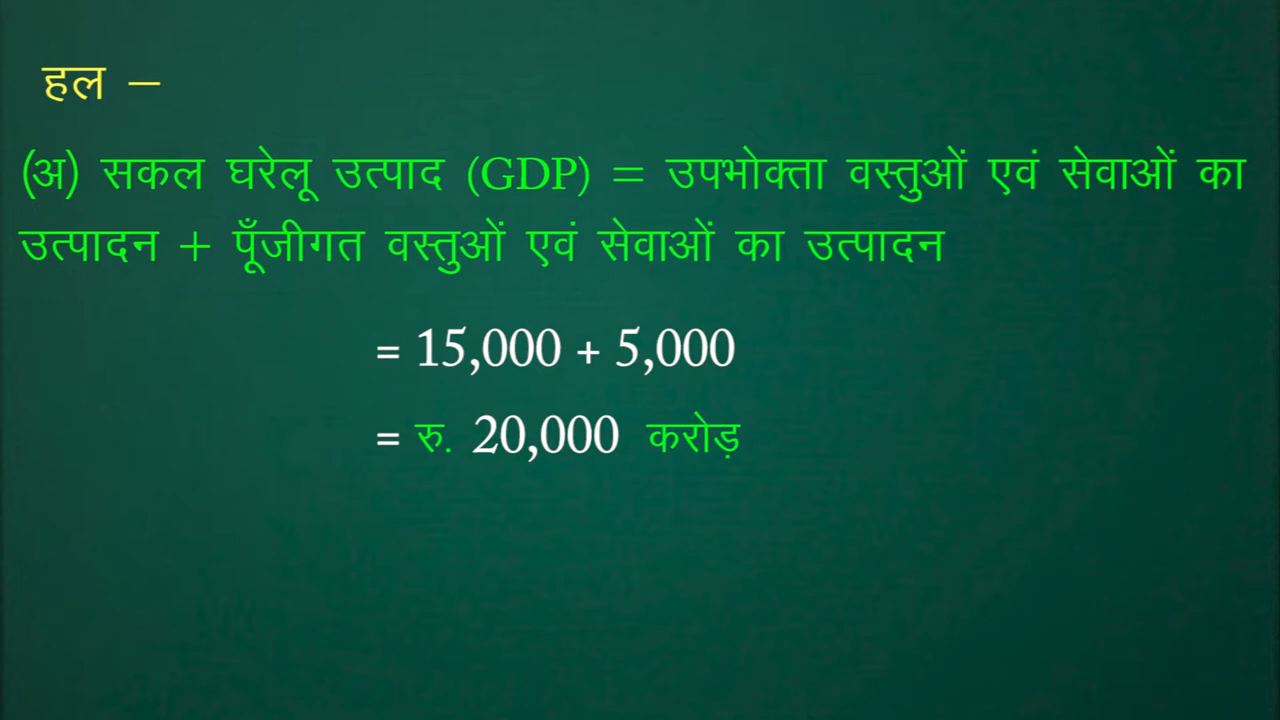 हल –
(अ) सकल घरेलू उत्पाद (GDP) = उपभोक्ता वस्तुओं एवं सेवाओं का
उत्पादन + पूँजीगत वस्तुओं एवं सेवाओं का उत्पादन
= 15,000 + 5,000
= रु. 20,000 करोड़